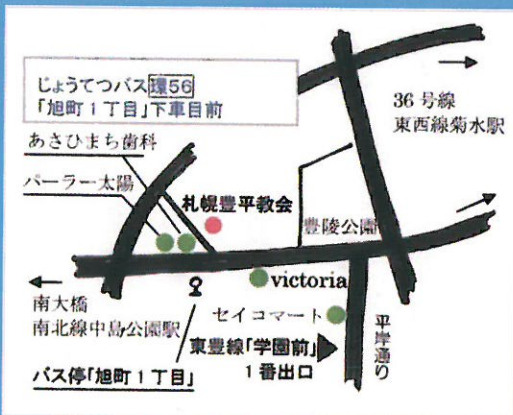 じょうてつバス環56
「旭町1丁目」下車目前
あさひまち歯科
パーラー太陽
札幌豊平教会
36号線
東西線菊水駅
豊陵公園
victoria
南大橋
南北線中島公園駅
セイコマート
東豊線「学園前」
1番出口
平岸通り
バス停「旭町1丁目」